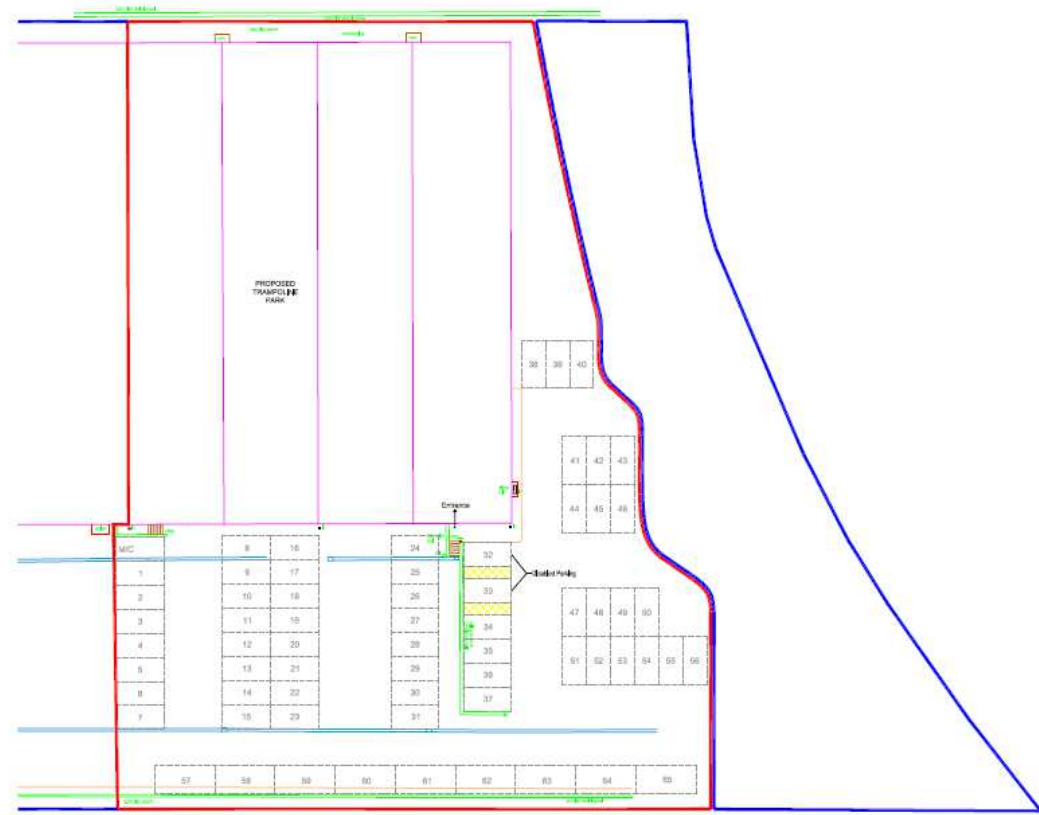 PROPOSED
TRAMPOLINE
PARK
38 39 40
41 42 43
44 45 46
Entrance
M/C
8 16 24 32
1 9 17 25
Disabled Parking
2 10 18 26 33
47 48 49 50
3 11 19 27 34
4 12 20 28 35
5 13 21 29 36
51 52 53 54 55 56
6 14 22 30 37
7 15 23 31
57 58 59 60 61 62 63 64 65